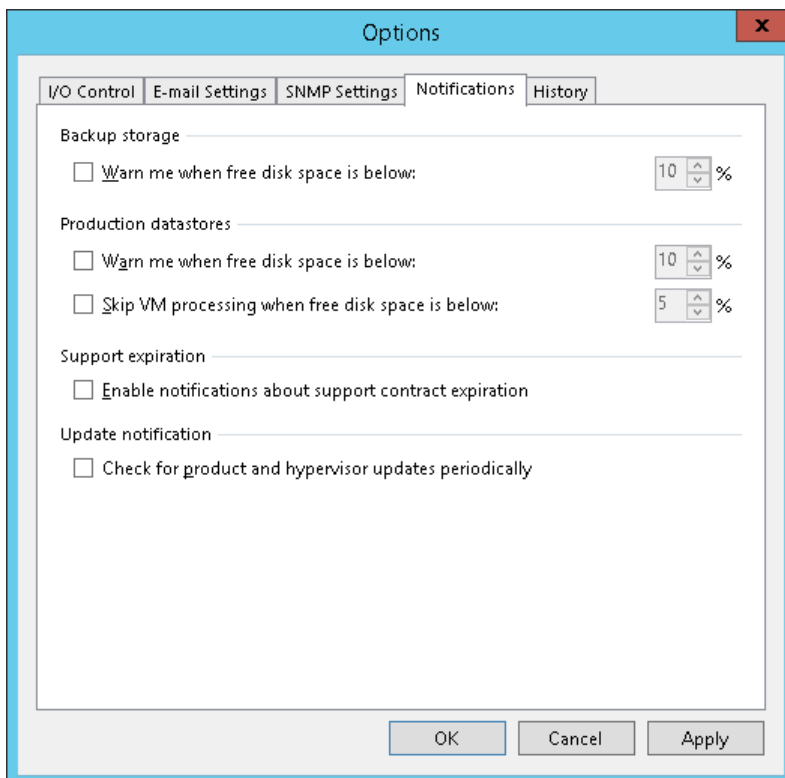 Options
x
I/O Control E-mail Settings SNMP Settings Notifications History
Backup storage
Warn me when free disk space is below: 10 %
Production datastores
Warn me when free disk space is below: 10 %
Skip VM processing when free disk space is below: 5 %
Support expiration
Enable notifications about support contract expiration
Update notification
Check for product and hypervisor updates periodically
OK Cancel Apply